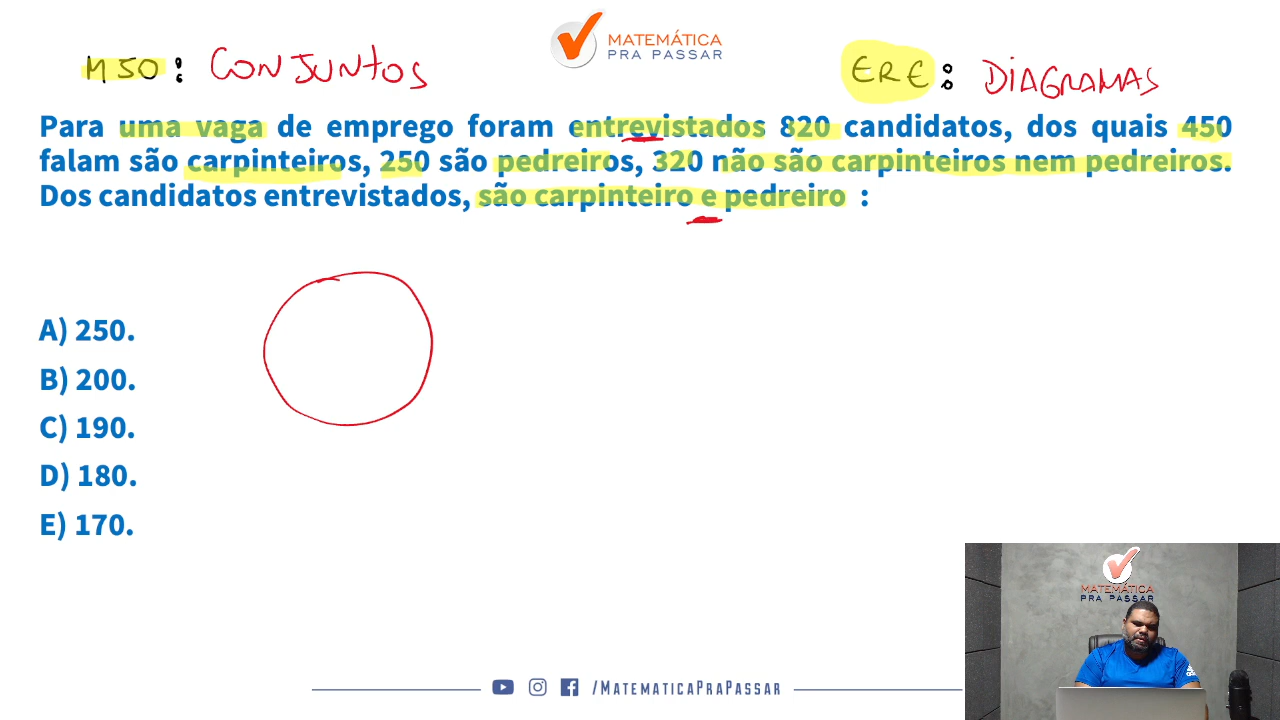 MATEMÁTICA
PRA PASSAR
M50 : CONJUNTOS
ERE : DIAGRAMAS
Para uma vaga de emprego foram entrevistados 820 candidatos, dos quais 450
falam são carpinteiros, 250 são pedreiros, 320 não são carpinteiros nem pedreiros.
Dos candidatos entrevistados, são carpinteiro e pedreiro :
A) 250.
B) 200.
C) 190.
D) 180.
E) 170.
MATEMÁTICA
PRA PASSAR
/MATEMATICAPRAPASSAR